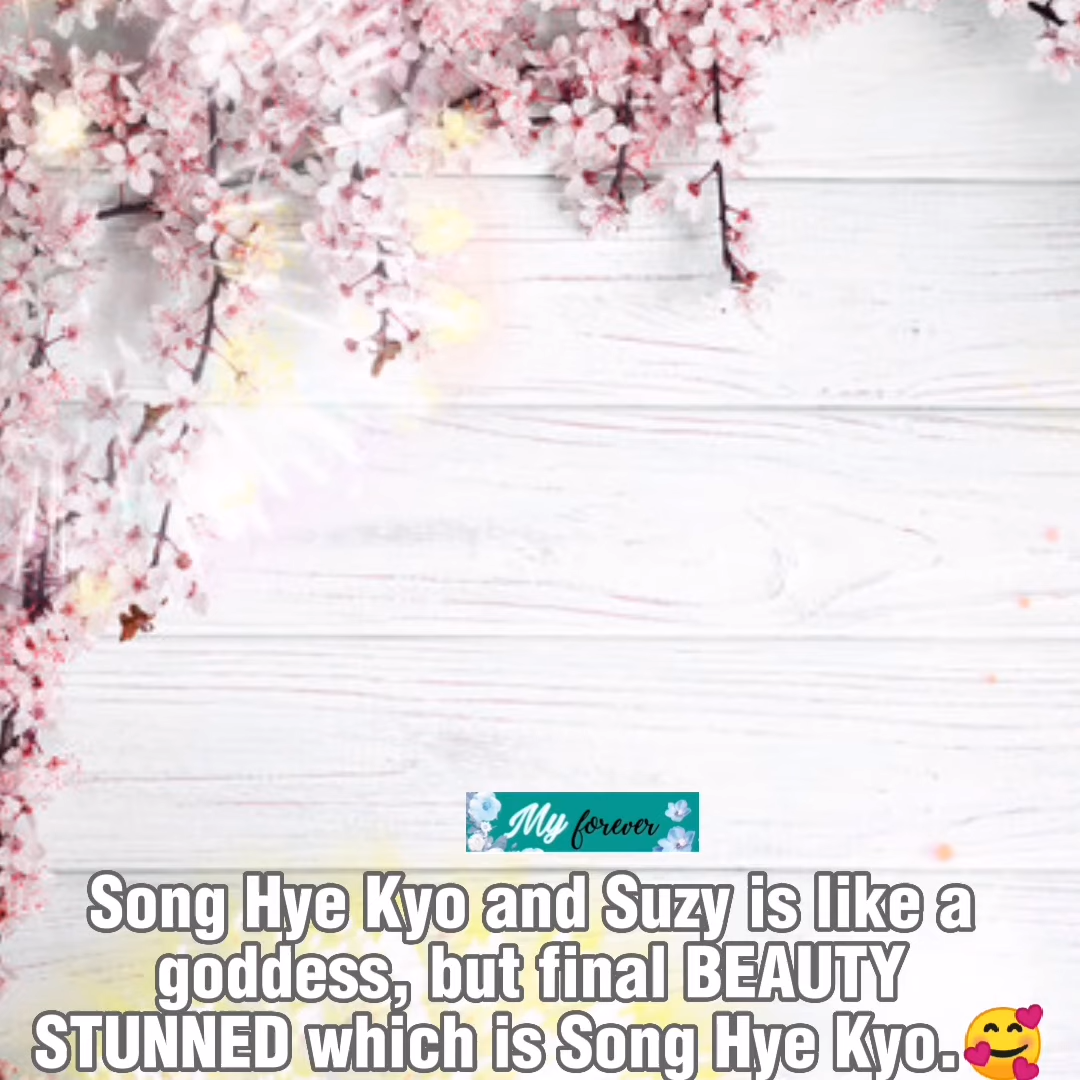 My forever
Song Hye Kyo and Suzy is like a
goddess, but final BEAUTY
STUNNED which is Song Hye Kyo.🥰